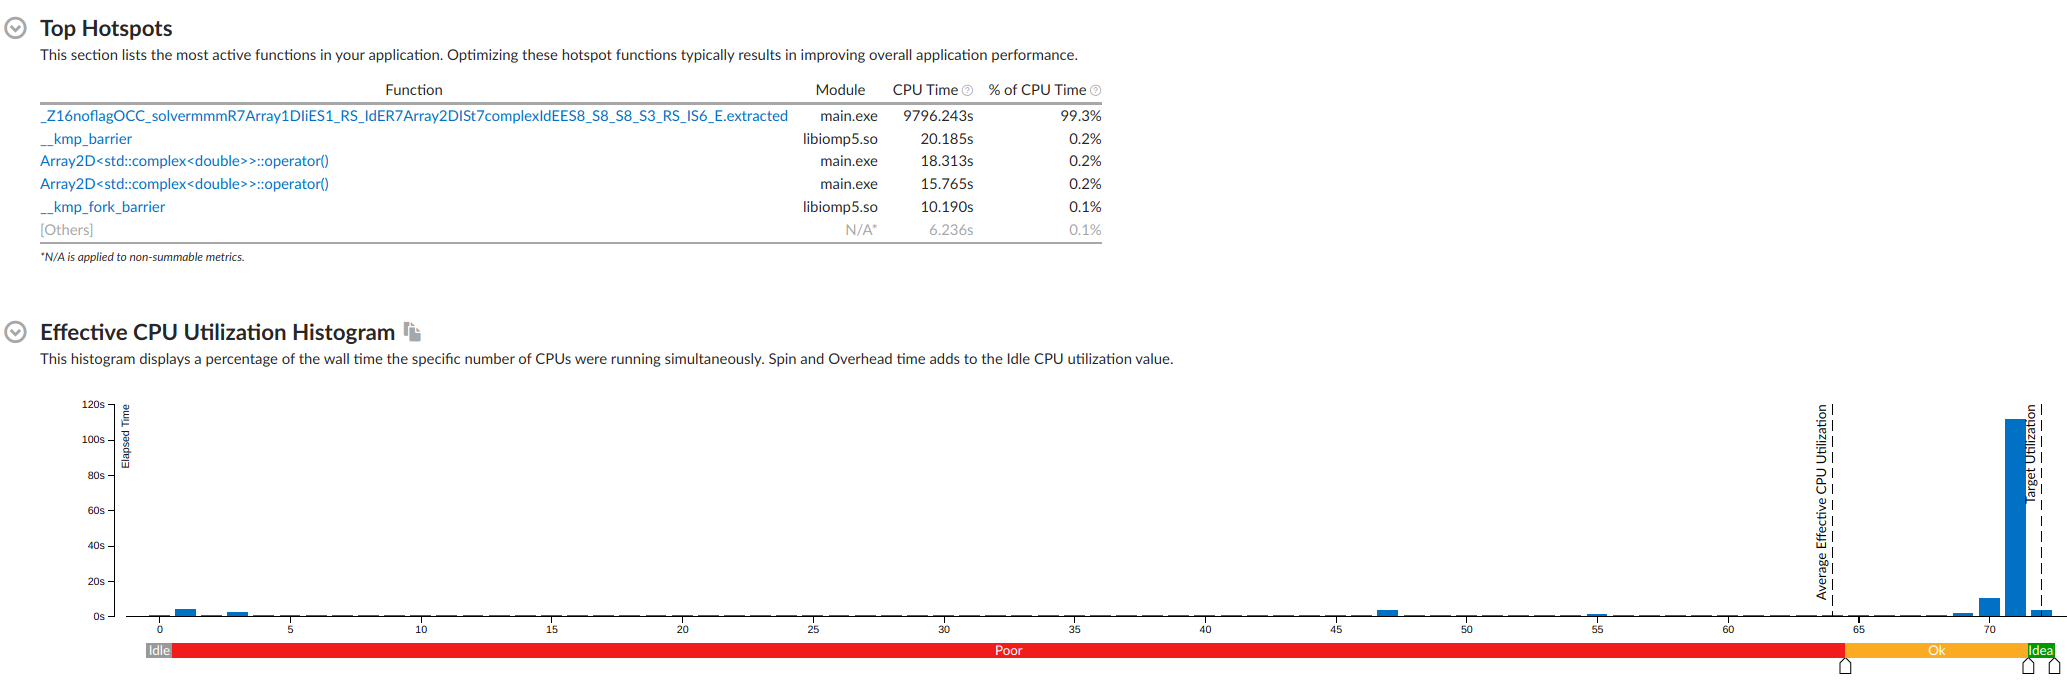 Top Hotspots
This section lists the most active functions in your application. Optimizing these hotspot functions typically results in improving overall application performance.
Function Module CPU Time % of CPU Time
_Z16noflagOCC_solvermmmR7Array1DIiES1_RS_IdER7Array2DISt7complexIdEES8_S8_S8_S3_RS_IS6_E.extracted main.exe 9796.243s 99.3%
__kmp_barrier libiomp5.so 20.185s 0.2%
Array2D<std::complex<double>>::operator() main.exe 18.313s 0.2%
Array2D<std::complex<double>>::operator() main.exe 15.765s 0.2%
__kmp_fork_barrier libiomp5.so 10.190s 0.1%
[Others] N/A* 6.236s 0.1%
*N/A is applied to non-summable metrics.
Effective CPU Utilization Histogram
This histogram displays a percentage of the wall time the specific number of CPUs were running simultaneously. Spin and Overhead time adds to the Idle CPU utilization value.
120s
100s
80s
60s
40s
20s
0s
Elapsed Time
Average Effective CPU Utilization
Target Utilization
0 5 10 15 20 25 30 35 40 45 50 55 60 65 70
Idle Poor Ok Idea